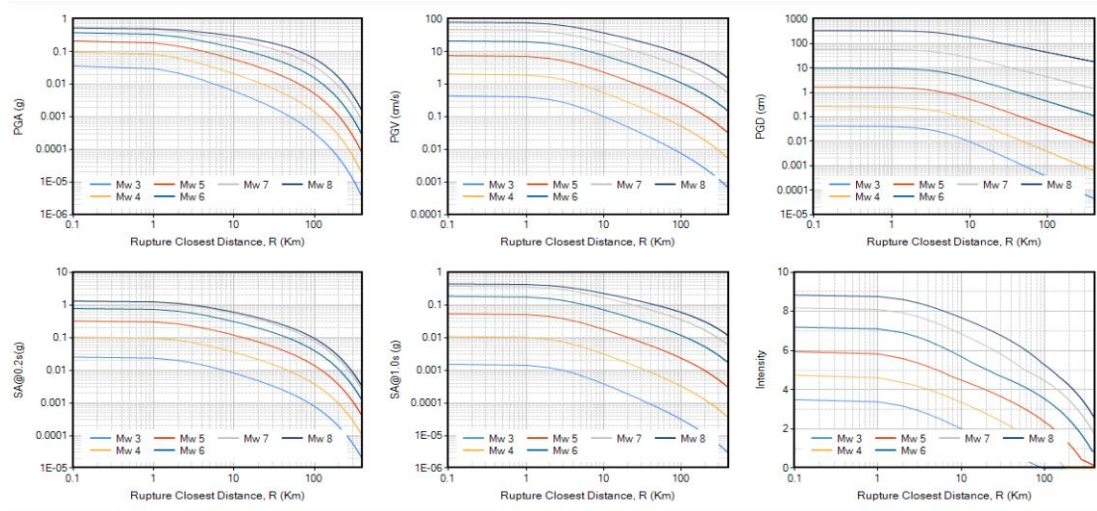 PGA (g)
1
0.1
0.01
0.001
0.0001
1E-05
1E-06
Mw 3 Mw 5 Mw 7 Mw 8
Mw 4 Mw 6
0.1 1 10 100
Rupture Closest Distance, R (Km)
PGV (cm/s)
100
10
1
0.1
0.01
0.001
0.0001
Mw 3 Mw 5 Mw 7 Mw 8
Mw 4 Mw 6
0.1 1 10 100
Rupture Closest Distance, R (Km)
PGD (cm)
1000
100
10
1
0.1
0.01
0.001
0.0001
1E-05
Mw 3 Mw 5 Mw 7 Mw 8
Mw 4 Mw 6
0.1 1 10 100
Rupture Closest Distance, R (Km)
SA@0.2s(g)
10
1
0.1
0.01
0.001
0.0001
1E-05
Mw 3 Mw 5 Mw 7 Mw 8
Mw 4 Mw 6
0.1 1 10 100
Rupture Closest Distance, R (Km)
SA@1.0s (g)
1
0.1
0.01
0.001
0.0001
1E-05
1E-06
Mw 3 Mw 5 Mw 7 Mw 8
Mw 4 Mw 6
0.1 1 10 100
Rupture Closest Distance, R (Km)
Intensity
10
8
6
4
2
0
Mw 3 Mw 5 Mw 7 Mw 8
Mw 4 Mw 6
0.1 1 10 100
Rupture Closest Distance, R (Km)